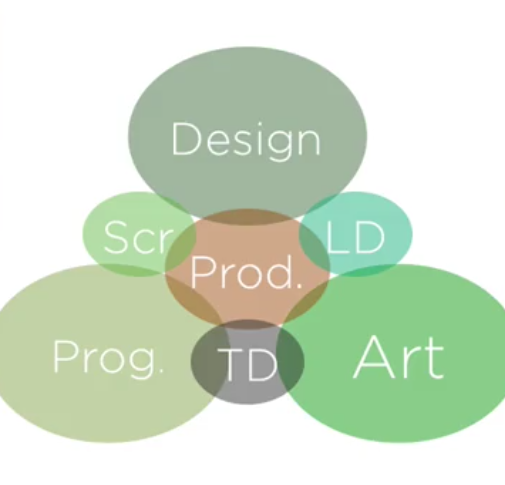 Design
Scr
LD
Prod.
Prog.
TD
Art